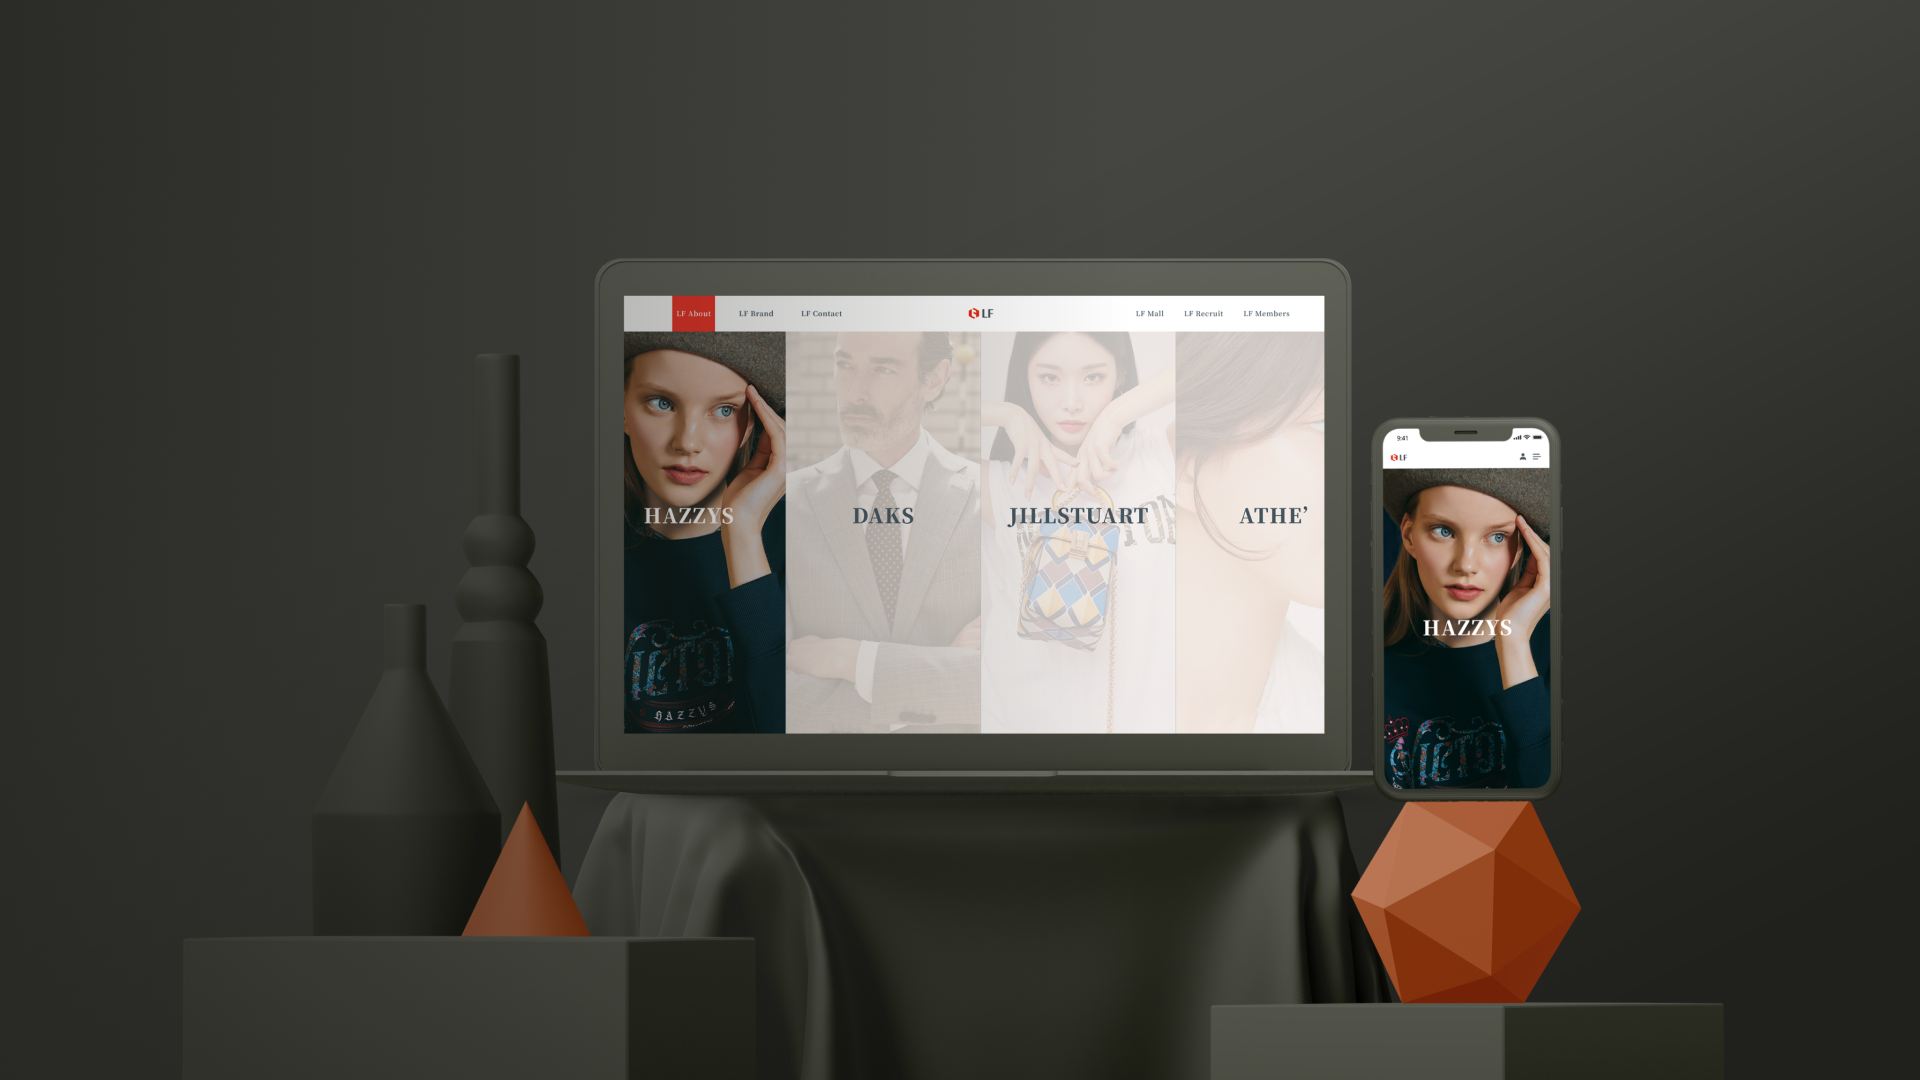 LF About
LF Brand
LF Contact
LF
LF Mall
LF Recruit
LF Members
HAZZYS
DAKS
JILLSTUART
ATHE’
HAZZYS
9:41
LF
HAZZYS